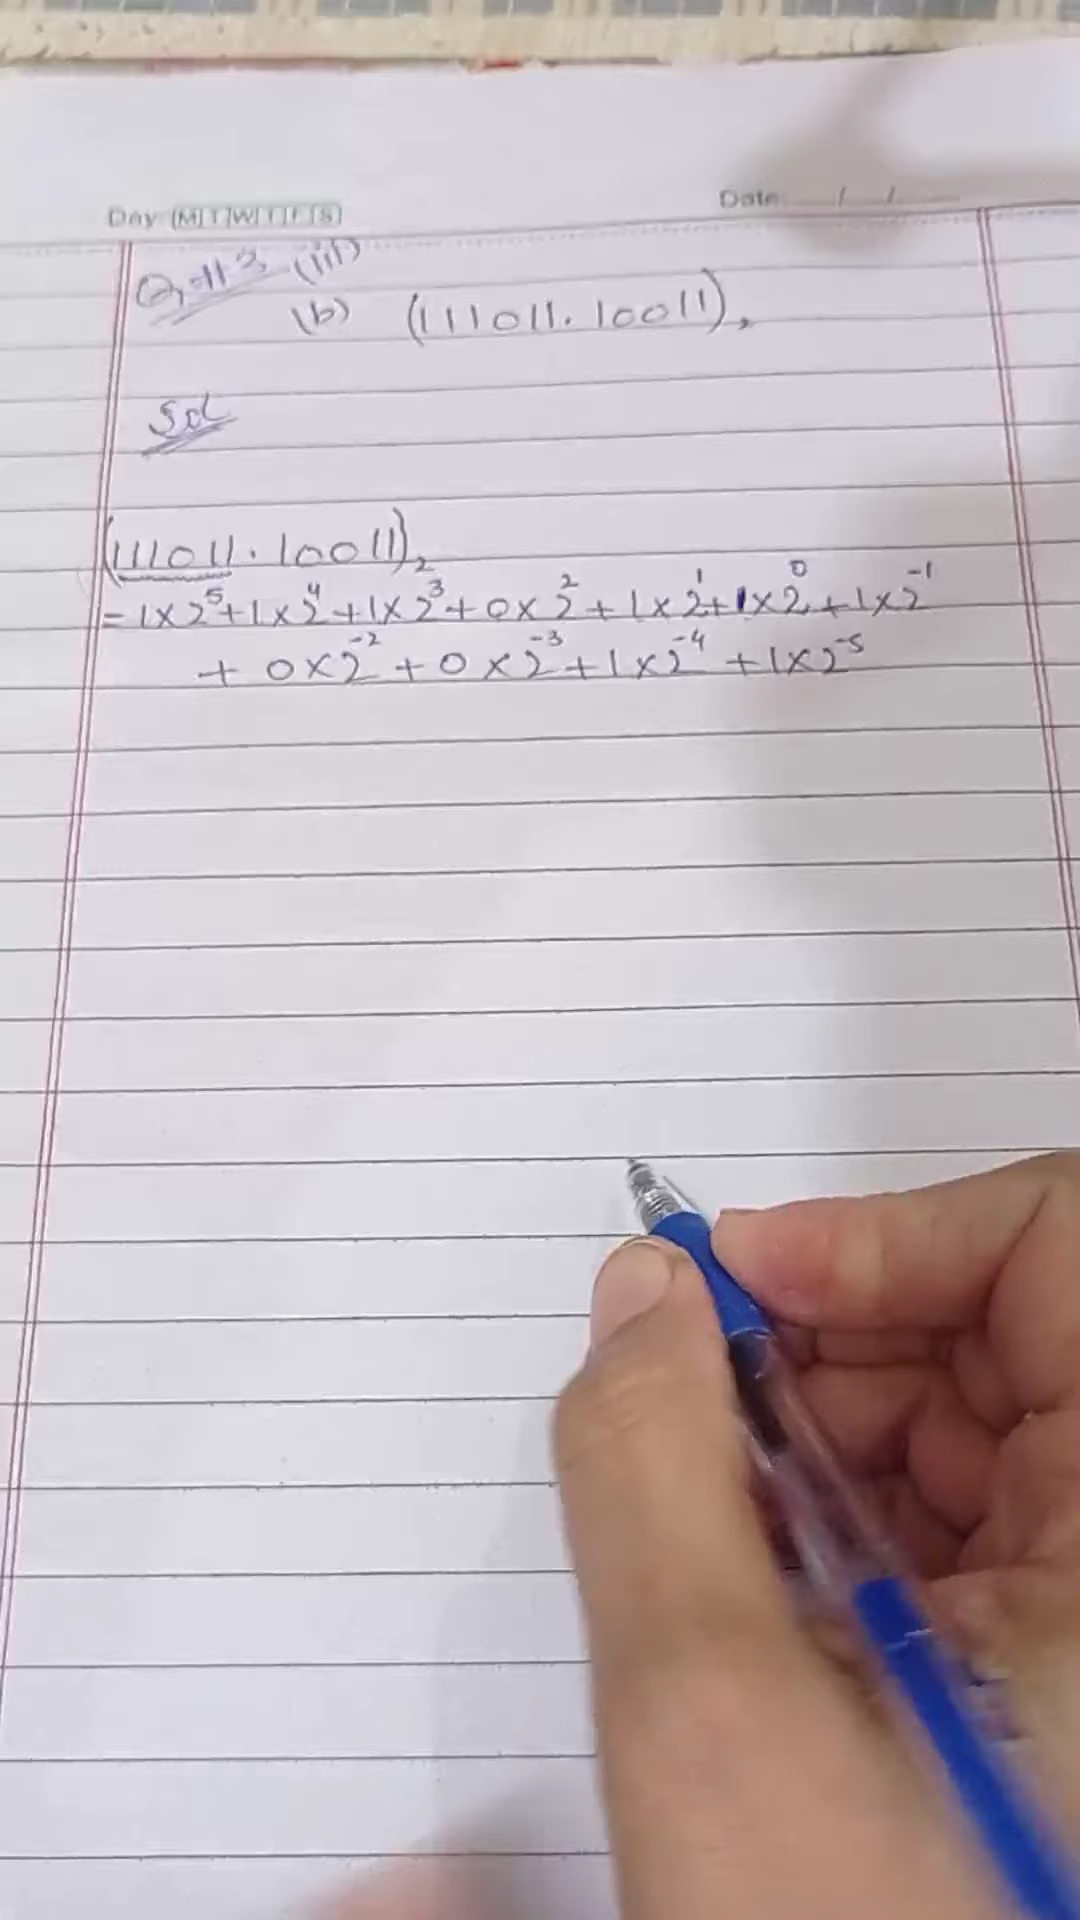 Day: M T W T F S
Date: / /
Q#13 (iii)
(b) (111011.10011)₂
Sol
(111011.10011)₂
= 1×2⁵+1×2⁴+1×2³+0×2²+1×2¹+1×2⁰+1×2⁻¹
+ 0×2⁻²+0×2⁻³+1×2⁻⁴+1×2⁻⁵